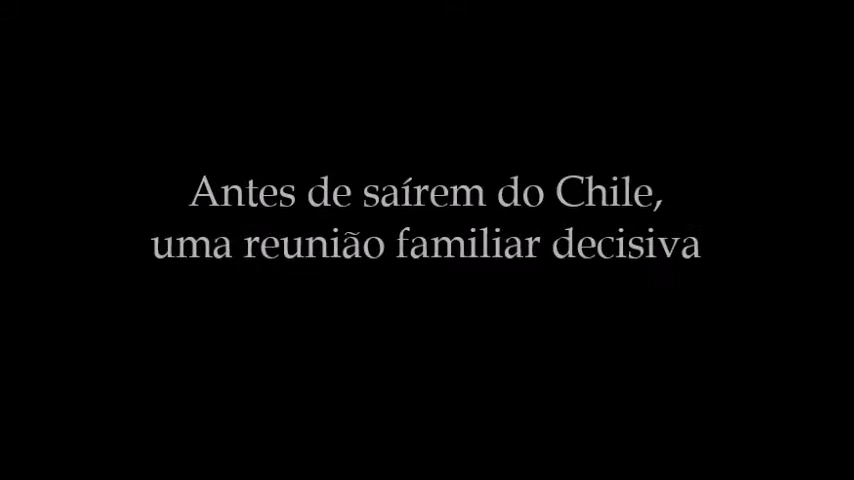 Antes de saírem do Chile,
uma reunião familiar decisiva